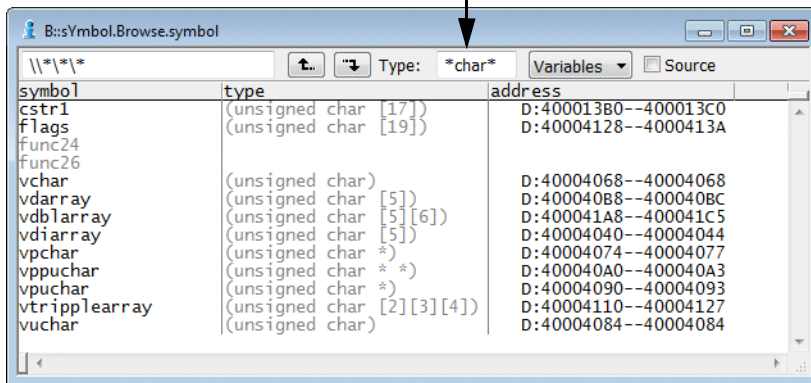 B::sYmbol.Browse.symbol
\\*\*\* t.. Type: *char* Variables Source
symbol type address
cstr1 (unsigned char [17]) D:400013B0--400013C0
flags (unsigned char [19]) D:40004128--4000413A
func24
func26
vchar (unsigned char) D:40004068--40004068
vdarray (unsigned char [5]) D:400040B8--400040BC
vdblarray (unsigned char [5][6]) D:400041A8--400041C5
vdiarray (unsigned char [5]) D:40004040--40004044
vpchar (unsigned char *) D:40004074--40004077
vppuchar (unsigned char * *) D:400040A0--400040A3
vpuchar (unsigned char *) D:40004090--40004093
vtripplearray (unsigned char [2][3][4]) D:40004110--40004127
vuchar (unsigned char) D:40004084--40004084